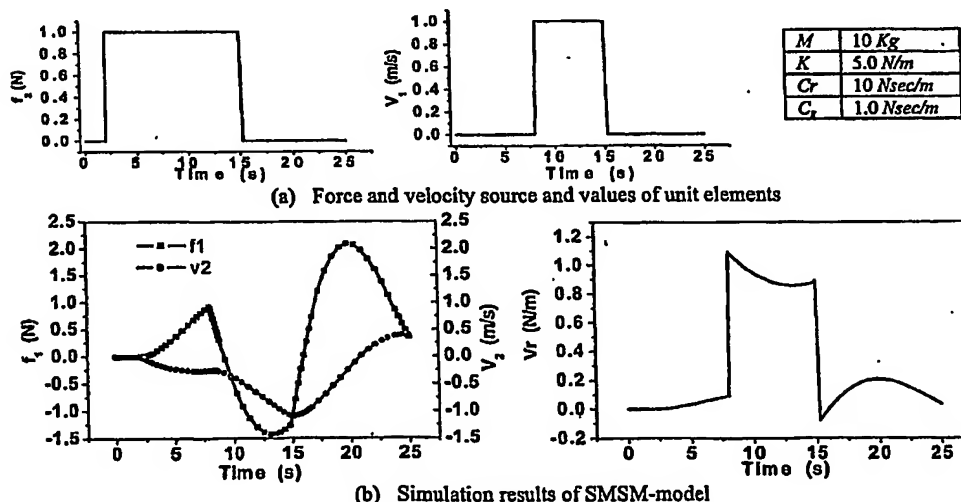 1.0
0.8
0.6
0.4
0.2
0.0
f₂ (N)
0 5 10 15 20 25
Time (s)
1.0
0.8
0.6
0.4
0.2
0.0
V₁ (m/s)
0 5 10 15 20 25
Time (s)
M 10 Kg
K 5.0 N/m
Cr 10 Nsec/m
1.0 Nsec/m
(a) Force and velocity source and values of unit elements
2.5
2.0
1.5
1.0
0.5
0.0
-0.5
-1.0
-1.5
f₁ (N)
f1
v2
2.5
2.0
1.5
1.0
0.5
0.0
-0.5
-1.0
-1.5
V₂ (m/s)
0 5 10 15 20 25
Time (s)
1.2
1.0
0.8
0.6
0.4
0.2
0.0
-0.2
Vr (N/m)
0 5 10 15 20 25
Time (s)
(b) Simulation results of SMSM-model